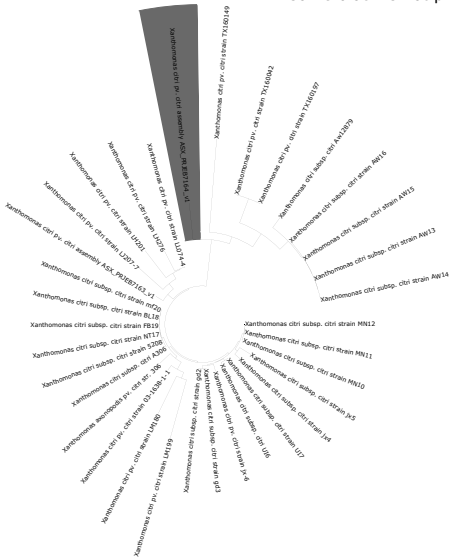 Xanthomonas citri pv. citri assembly ASX_PRJEB7164_v1
Xanthomonas citri pv. citri strain TX160149
Xanthomonas citri pv. citri strain TX160042
Xanthomonas citri pv. citri strain TX160197
Xanthomonas citri subsp. citri Aw12879
Xanthomonas citri subsp. citri strain AW16
Xanthomonas citri subsp. citri strain AW15
Xanthomonas citri subsp. citri strain AW13
Xanthomonas citri subsp. citri strain AW14
Xanthomonas citri subsp. citri strain MN12
Xanthomonas citri subsp. citri strain MN11
Xanthomonas citri subsp. citri strain MN10
Xanthomonas citri subsp. citri strain jx5
Xanthomonas citri subsp. citri strain jx4
Xanthomonas citri subsp. citri strain UI7
Xanthomonas citri subsp. citri UI6
Xanthomonas citri pv. citri strain jx-6
Xanthomonas citri subsp. citri strain gd3
Xanthomonas citri subsp. citri strain gd2
Xanthomonas citri pv. citri strain LM199
Xanthomonas citri pv. citri strain LM180
Xanthomonas citri pv. citri strain 03-1638-1-1
Xanthomonas axonopodis pv. citri str. 306
Xanthomonas citri subsp. citri A306
Xanthomonas citri subsp. citri strain 5208
Xanthomonas citri subsp. citri strain NT17
Xanthomonas citri subsp. citri strain FB19
Xanthomonas citri subsp. citri strain BL18
Xanthomonas citri subsp. citri strain mf20
Xanthomonas citri pv. citri assembly ASX_PRJEB7163_v1
Xanthomonas citri pv. citri strain LJ207-7
Xanthomonas citri pv. citri strain LH201
Xanthomonas citri pv. citri strain LH276
Xanthomonas citri pv. citri strain LL074-4